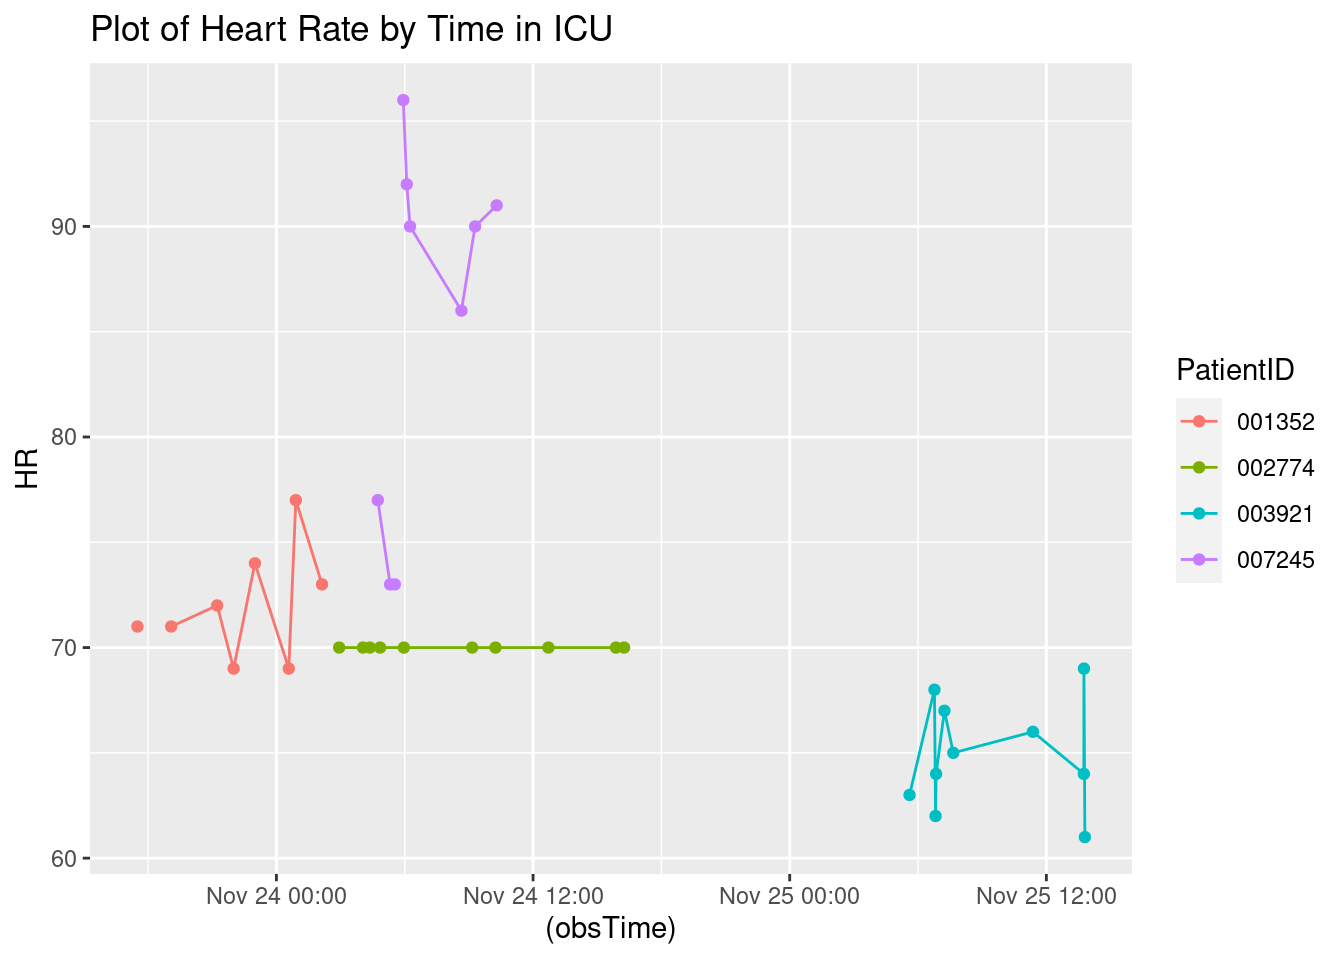 Plot of Heart Rate by Time in ICU
HR
90
80
70
60
Nov 24 00:00
Nov 24 12:00
Nov 25 00:00
Nov 25 12:00
(obsTime)
PatientID
001352
002774
003921
007245